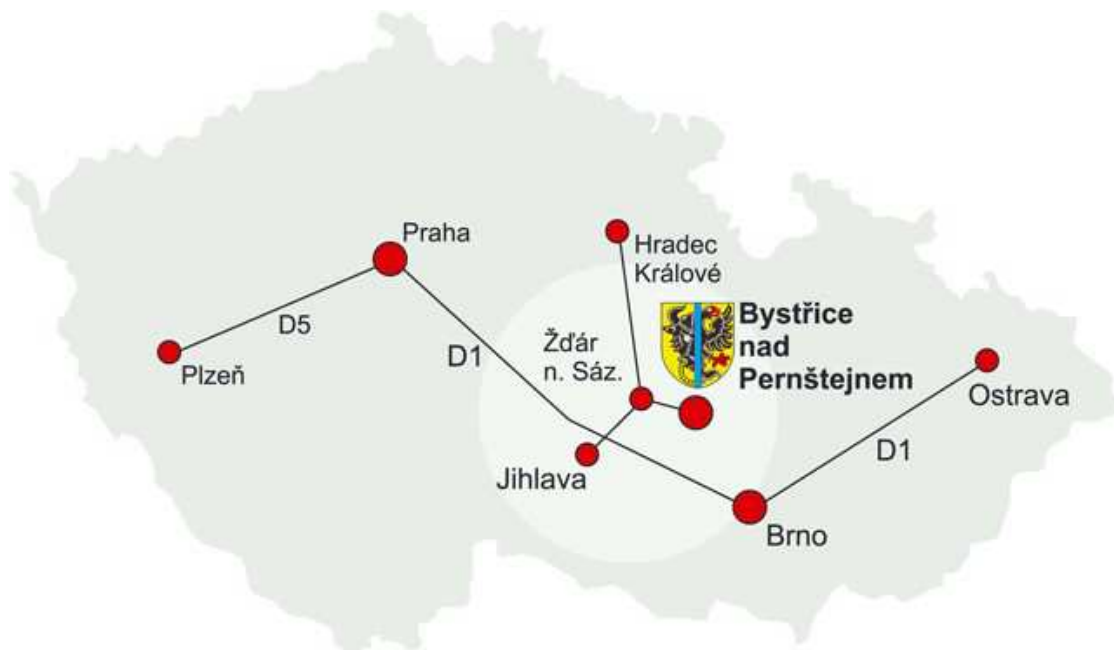 Praha
Hradec
Králové
D5
Plzeň
D1
Žďár
n. Sáz.
Bystřice
nad
Pernštejnem
Ostrava
D1
Jihlava
Brno